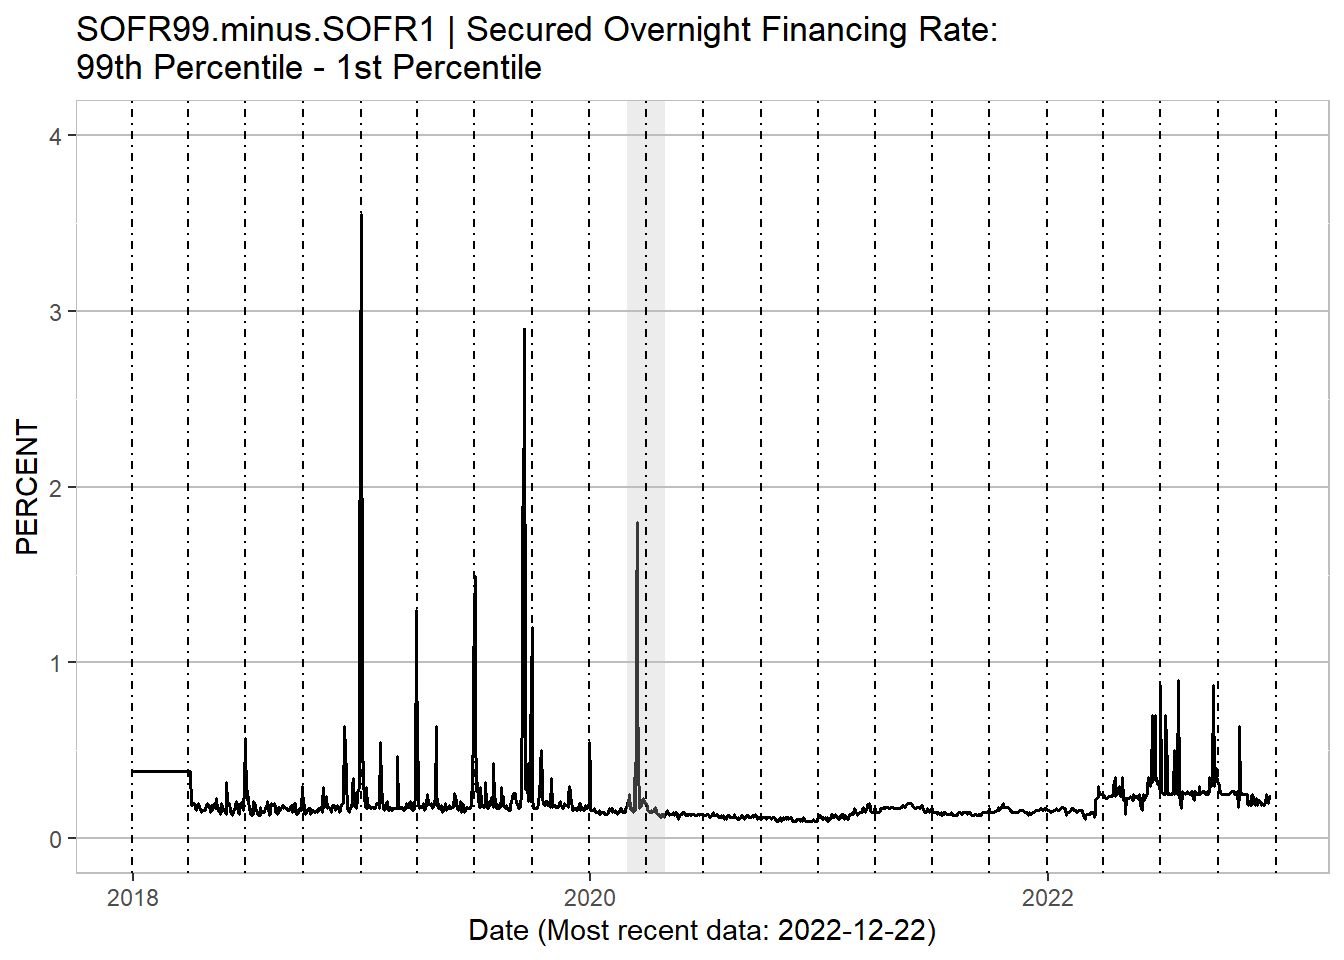 SOFR99.minus.SOFR1 | Secured Overnight Financing Rate:
99th Percentile - 1st Percentile
4
3
2
1
0
PERCENT
2018
2020
2022
Date (Most recent data: 2022-12-22)